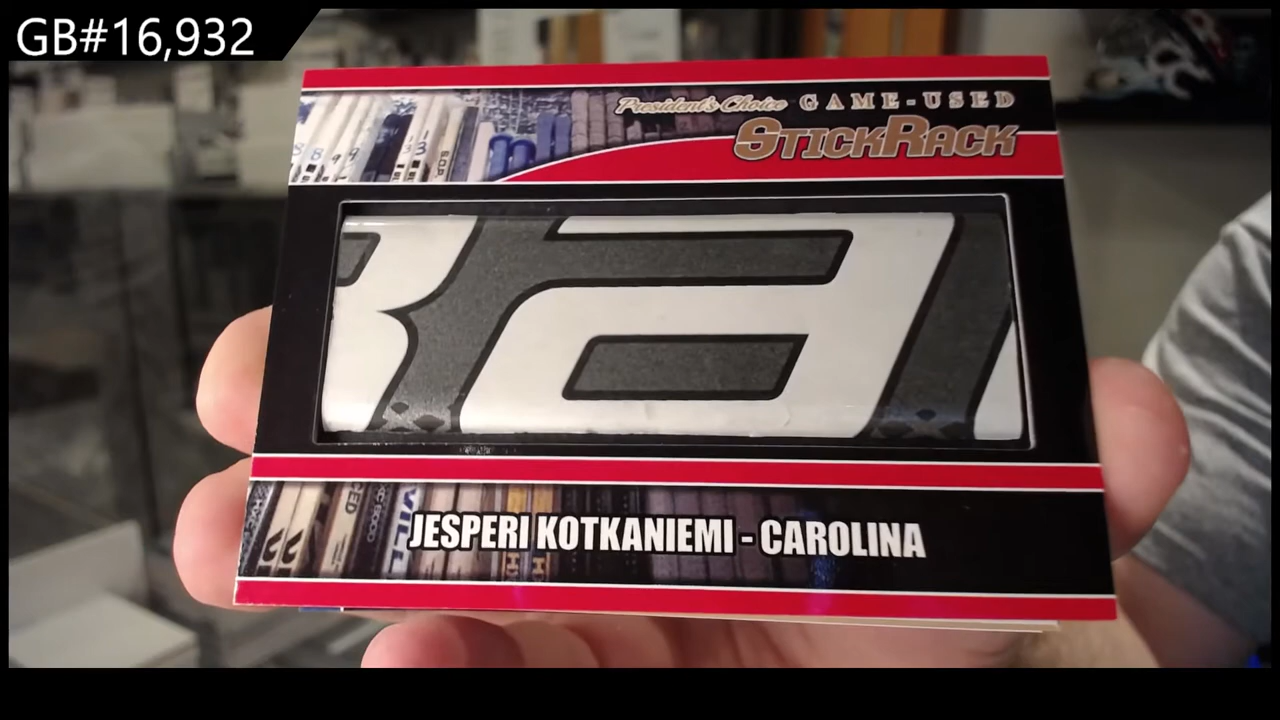 GB#16,932
President's Choice GAME-USED
STICKRACK
JESPERI KOTKANIEMI - CAROLINA